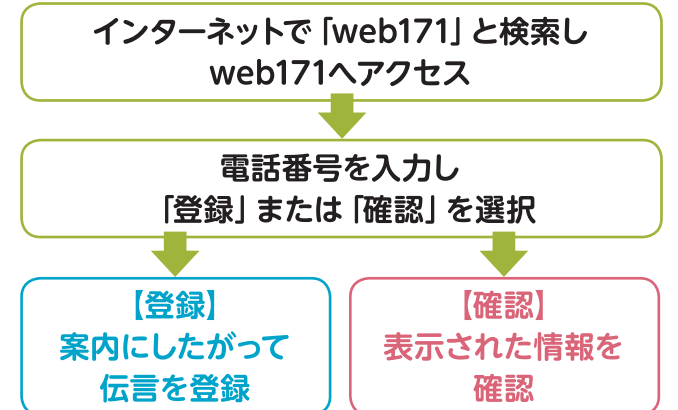 インターネットで「web171」と検索し
web171へアクセス
電話番号を入力し
「登録」または「確認」を選択
【登録】
案内にしたがって
伝言を登録
【確認】
表示された情報を
確認